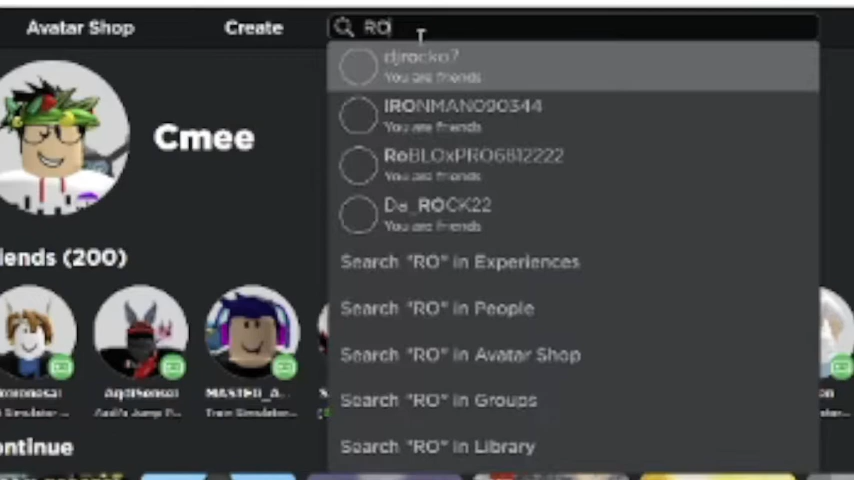 Avatar Shop Create RO
djrocko7
You are friends
IRONMAN090344
You are friends
RoBLOxPRO6812222
You are friends
Da_ROCK22
You are friends
Cmee
iends (200)
Search "RO" in Experiences
Search "RO" in People
Search "RO" in Avatar Shop
Search "RO" in Groups
Search "RO" in Library
MASTED_A...
ontinue